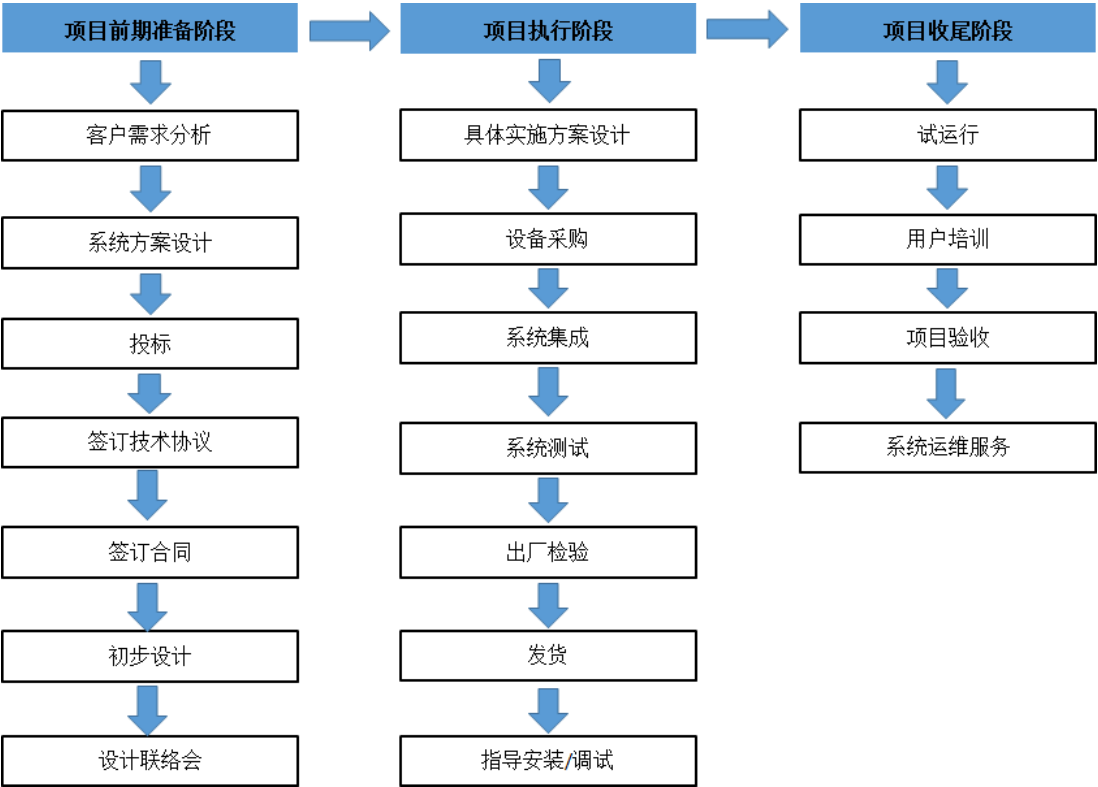 项目前期准备阶段
客户需求分析
系统方案设计
投标
签订技术协议
签订合同
初步设计
设计联络会
项目执行阶段
具体实施方案设计
设备采购
系统集成
系统测试
出厂检验
发货
指导安装/调试
项目收尾阶段
试运行
用户培训
项目验收
系统运维服务